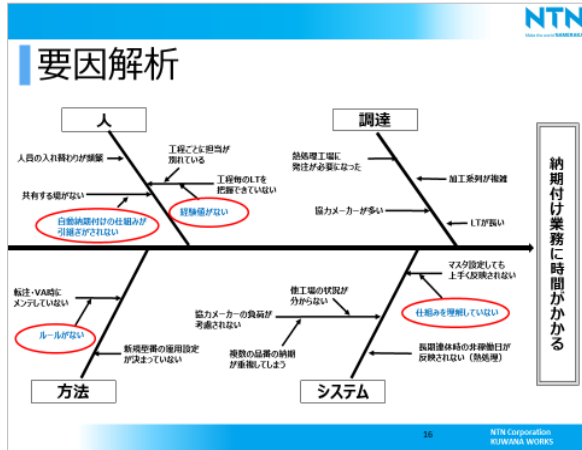 NTN
Make the world NAMERAKA
要因解析
人
調達
人員の入れ替わりが頻繁
工程ごとに担当が
別れている
工程毎のLTを
把握できていない
共有する場がない
経験値がない
自動納期付けの仕組みが
引継ぎがされない
熱処理工場に
発注が必要になった
加工系列が複雑
協力メーカーが多い
LTが長い
納期付け業務に時間がかかる
転注・VA時に
メンテしていない
ルールがない
新規型番の運用設定
が決まっていない
マスタ設定しても
上手く反映されない
他工場の状況が
分からない
協力メーカーの負荷が
考慮されない
仕組みを理解していない
複数の品番の納期
が重複してしまう
長期連休時の非稼働日が
反映されない(熱処理)
方法
システム
16
NTN Corporation
KUWANA WORKS